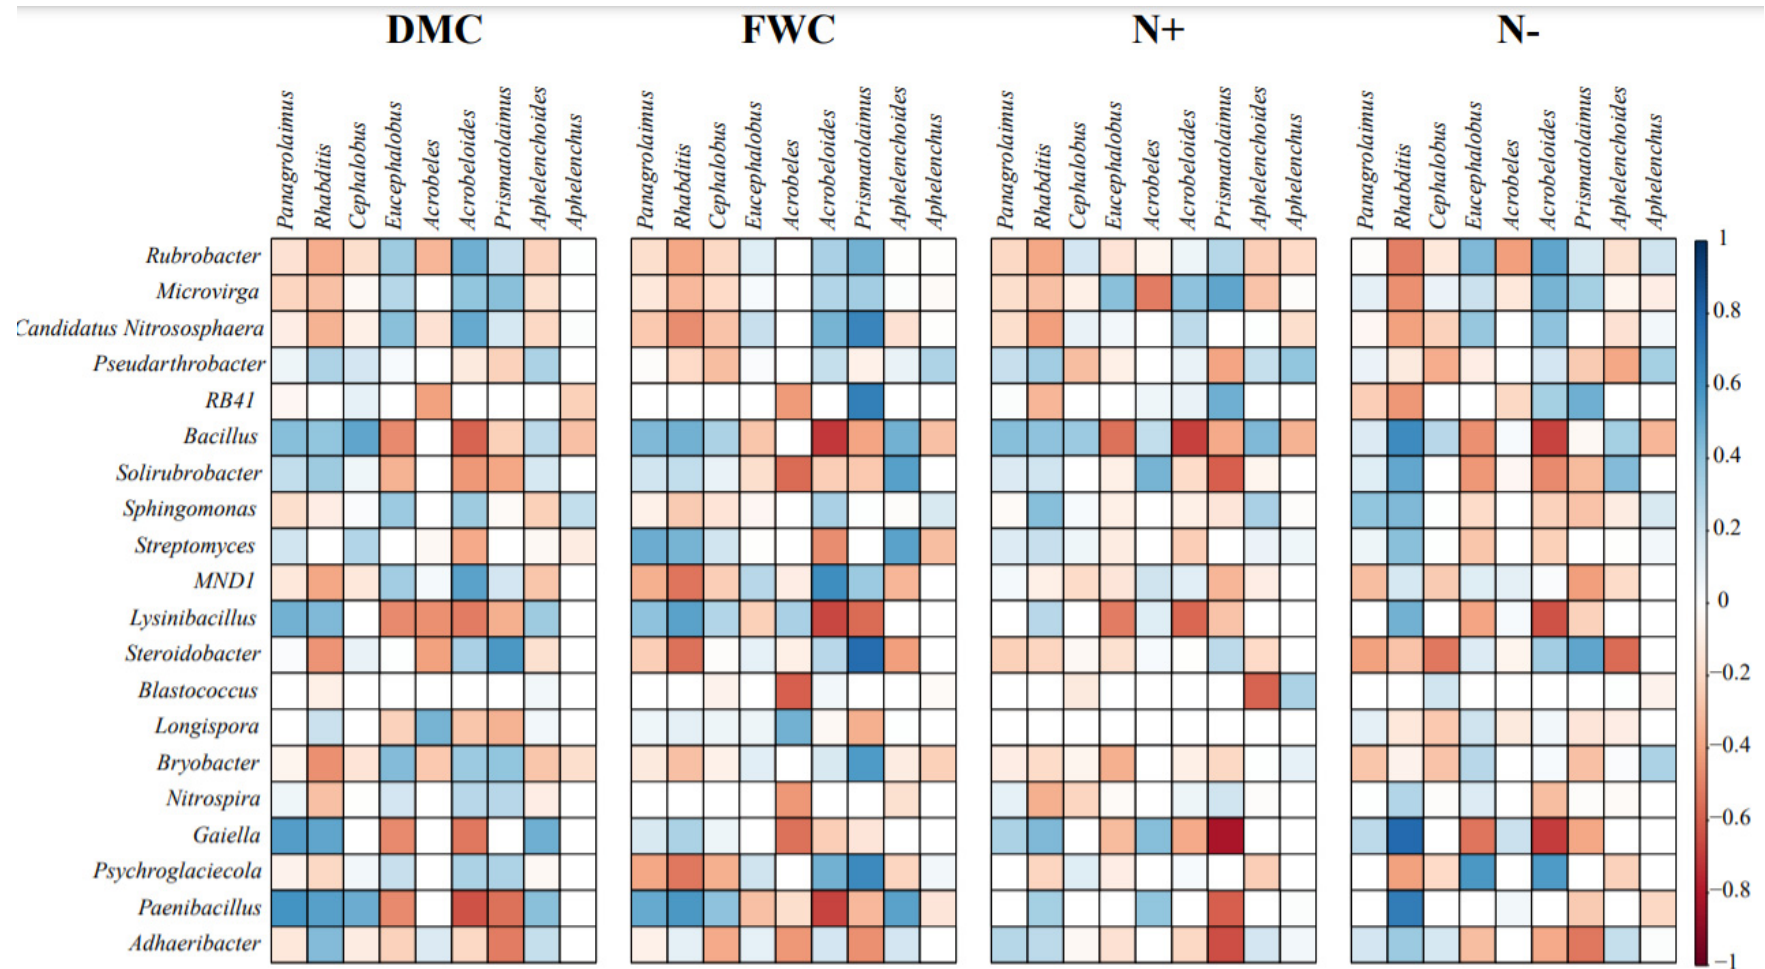 DMC FWC N+ N-
Panagrolaimus Rhabditis Cephalobus Eucephalobus Acrobeles Acrobeloides Prismatolaimus Aphelenchoides Aphelenchus
Panagrolaimus Rhabditis Cephalobus Eucephalobus Acrobeles Acrobeloides Prismatolaimus Aphelenchoides Aphelenchus
Panagrolaimus Rhabditis Cephalobus Eucephalobus Acrobeles Acrobeloides Prismatolaimus Aphelenchoides Aphelenchus
Panagrolaimus Rhabditis Cephalobus Eucephalobus Acrobeles Acrobeloides Prismatolaimus Aphelenchoides Aphelenchus
Rubrobacter
Microvirga
Candidatus Nitrososphaera
Pseudarthrobacter
RB41
Bacillus
Solirubrobacter
Sphingomonas
Streptomyces
MND1
Lysinibacillus
Steroidobacter
Blastococcus
Longispora
Bryobacter
Nitrospira
Gaiella
Psychroglaciecola
Paenibacillus
Adhaeribacter
1
0.8
0.6
0.4
0.2
0
−0.2
−0.4
−0.6
−0.8
−1